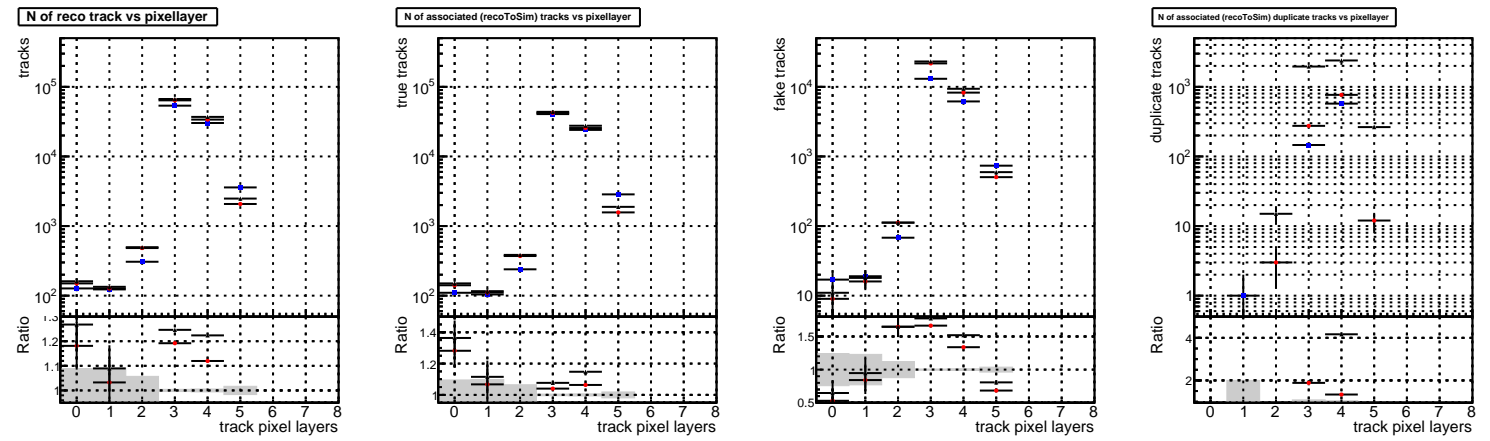 N of reco track vs pixellayer
tracks
10^5
10^4
10^3
10^2
Ratio
1.3
1.2
1.1
1
0 1 2 3 4 5 6 7 8
track pixel layers
N of associated (recoToSim) tracks vs pixellayer
true tracks
10^5
10^4
10^3
10^2
Ratio
1.4
1.2
1
0 1 2 3 4 5 6 7 8
track pixel layers
fake tracks
10^4
10^3
10^2
10
Ratio
1.5
1
0.5
0 1 2 3 4 5 6 7 8
track pixel layers
N of associated (recoToSim) duplicate tracks vs pixellayer
duplicate tracks
10^3
10^2
10
1
Ratio
4
2
0 1 2 3 4 5 6 7 8
track pixel layers